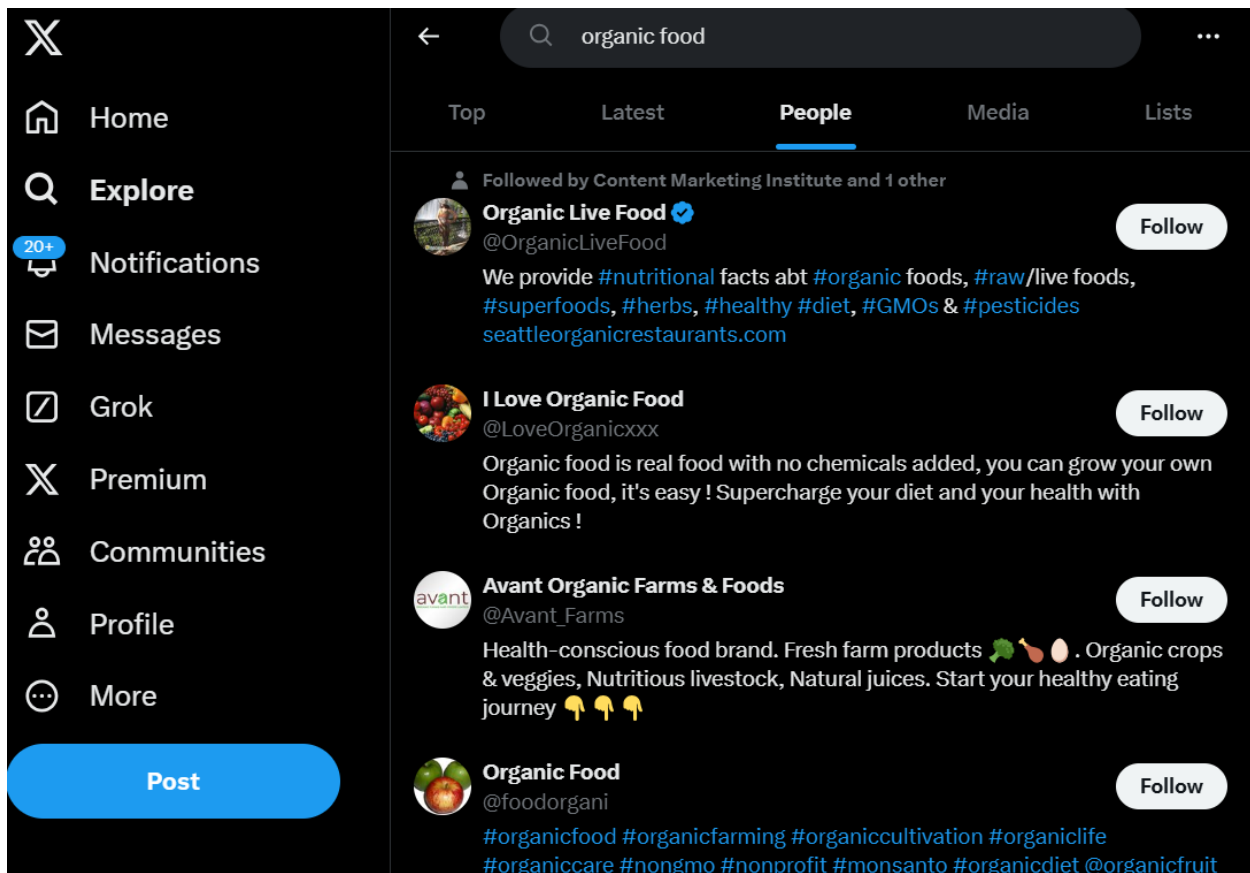 Home
Explore
20+
Notifications
Messages
Grok
Premium
Communities
Profile
More
Post
organic food
Top
Latest
People
Media
Lists
Followed by Content Marketing Institute and 1 other
Organic Live Food
@OrganicLiveFood
Follow
We provide #nutritional facts abt #organic foods, #raw/live foods,
#superfoods, #herbs, #healthy #diet, #GMOs & #pesticides
seattleorganicrestaurants.com
I Love Organic Food
@LoveOrganicxxx
Follow
Organic food is real food with no chemicals added, you can grow your own
Organic food, it's easy ! Supercharge your diet and your health with
Organics !
avant
Avant Organic Farms & Foods
@Avant_Farms
Follow
Health-conscious food brand. Fresh farm products 🥦🍗🥚 . Organic crops
& veggies, Nutritious livestock, Natural juices. Start your healthy eating
journey 👇👇👇
Organic Food
@foodorgani
Follow
#organicfood #organicfarming #organiccultivation #organiclife
#organiccare #nongmo #nonprofit #monsanto #organicdiet @organicfruit